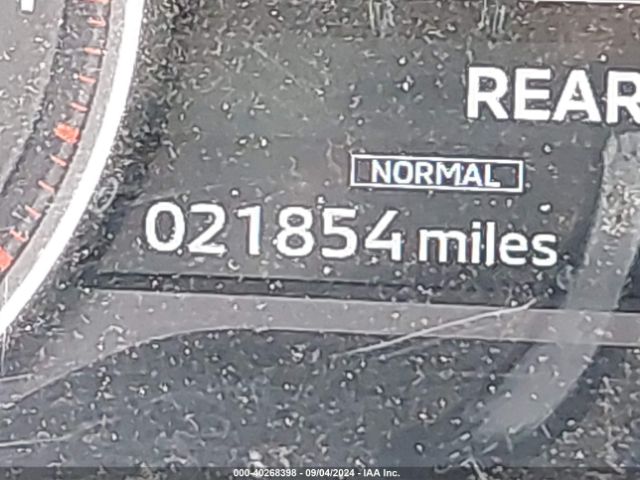 REAR
NORMAL
021854 miles
000-40268398 - 09/04/2024 - IAA Inc.